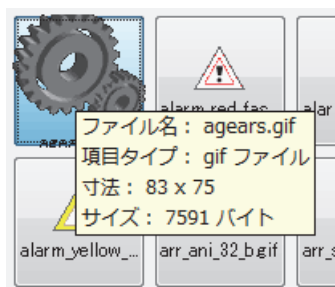 alarm_red_fas...
alar
ファイル名： agears.gif
項目タイプ： gif ファイル
寸法： 83 x 75
サイズ： 7591 バイト
alarm_yellow_...
arr_ani_32_b.gif
arr_s